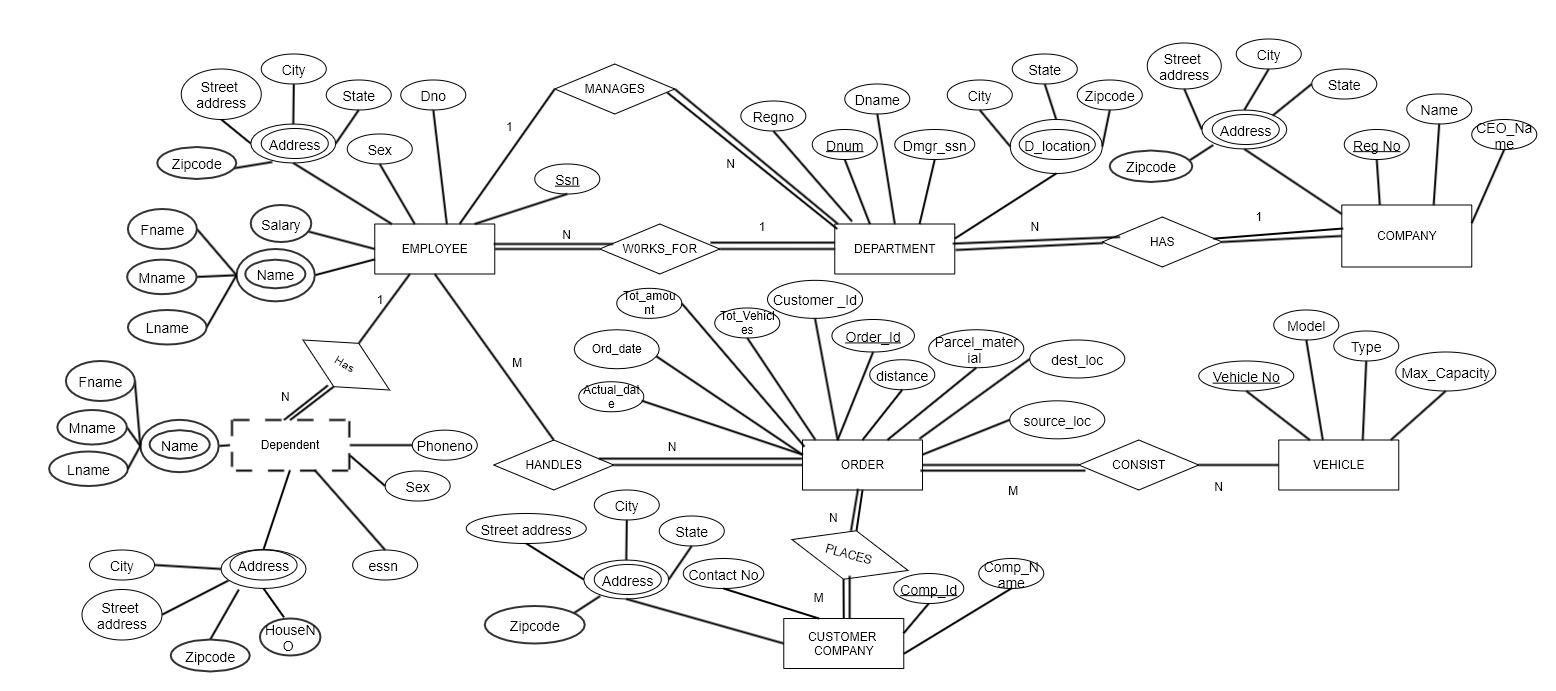 City
Street
address
State
Dno
Address
Sex
Zipcode
Ssn
MANAGES
1
N
Regno
Dname
Dnum
Dmgr_ssn
State
City
Zipcode
D_location
Street
address
City
State
Address
Zipcode
Name
CEO_Na
me
Reg No
Fname
Salary
Mname
Name
Lname
EMPLOYEE
N
W0RKS_FOR
1
DEPARTMENT
N
HAS
1
COMPANY
1
Has
N
M
Tot_amou
nt
Tot_Vehicl
es
Customer _Id
Order_Id
Ord_date
Actual_dat
e
distance
Parcel_mater
ial
dest_loc
source_loc
Model
Type
Vehicle No
Max_Capacity
Fname
Mname
Name
Lname
Dependent
Phoneno
Sex
essn
HANDLES
N
ORDER
M
CONSIST
N
VEHICLE
City
Address
Street
address
Zipcode
HouseN
O
N
PLACES
M
City
Street address
State
Address
Contact No
Zipcode
Comp_Id
Comp_N
ame
CUSTOMER
COMPANY